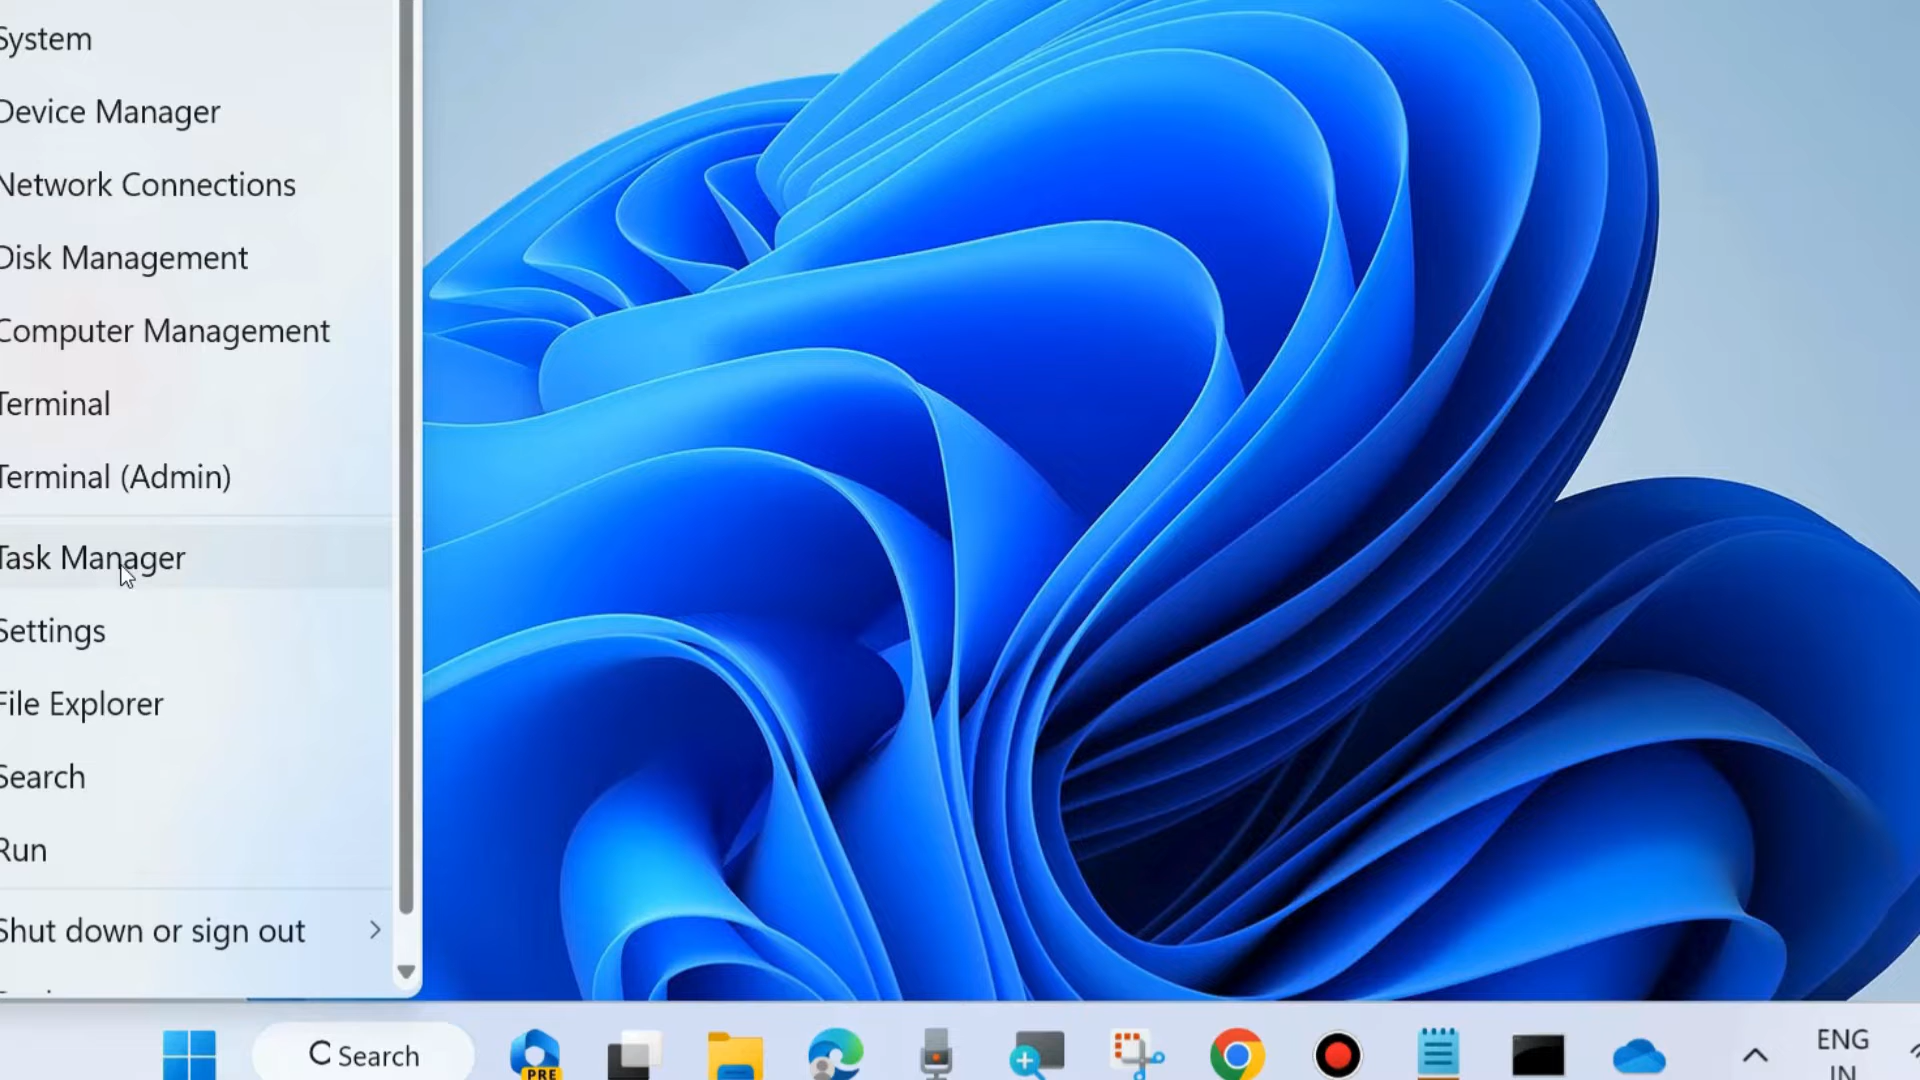 System
Device Manager
Network Connections
Disk Management
Computer Management
Terminal
Terminal (Admin)
Task Manager
Settings
File Explorer
Search
Run
Shut down or sign out
Search
PRE
ENG
IN